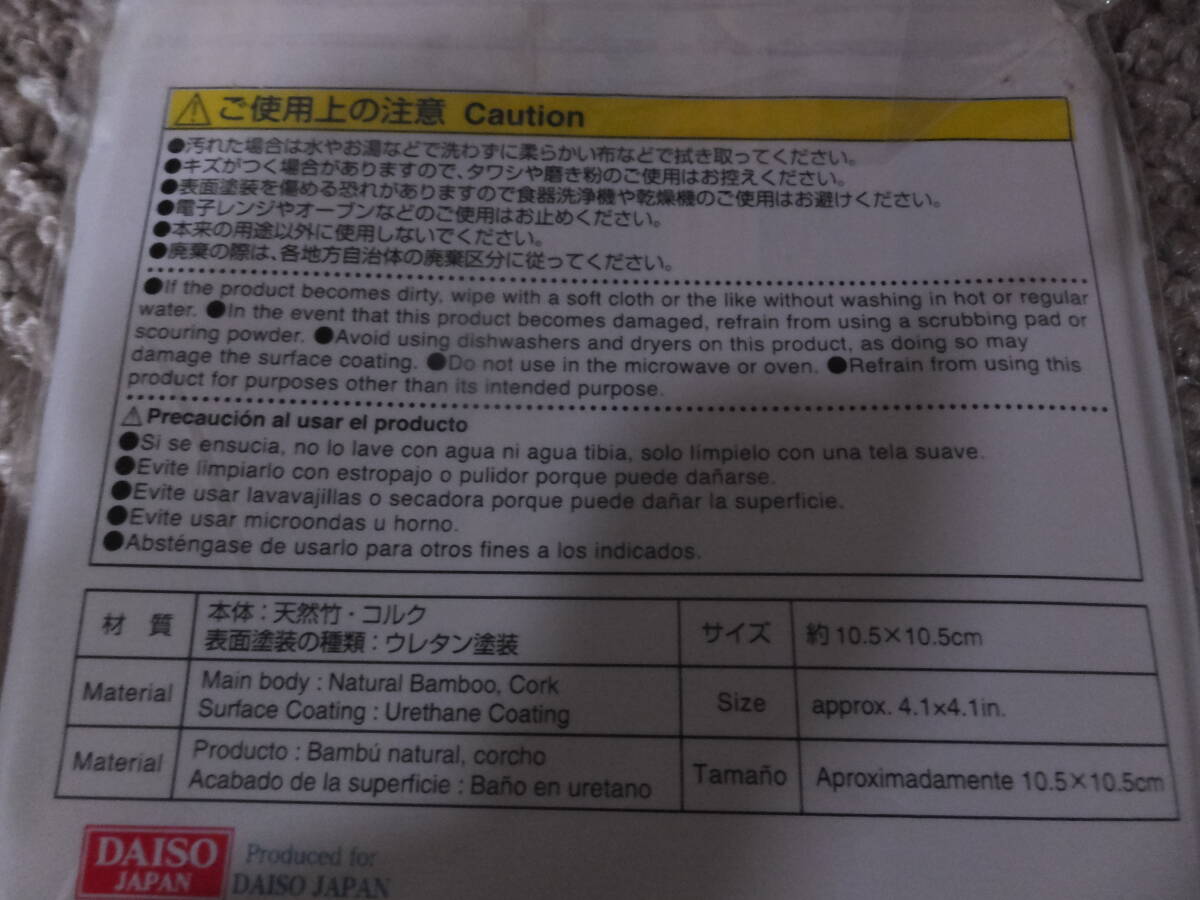 ご使用上の注意 Caution
●汚れた場合は水やお湯などで洗わずに柔らかい布などで拭き取ってください。
●キズがつく場合がありますので、タワシや磨き粉のご使用はお控えください。
●表面塗装を傷める恐れがありますので食器洗浄機や乾燥機のご使用はお避けください。
●電子レンジやオーブンなどのご使用はお止めください。
●本来の用途以外に使用しないでください。
●廃棄の際は、各地方自治体の廃棄区分に従ってください。
●If the product becomes dirty, wipe with a soft cloth or the like without washing in hot or regular
water. ●In the event that this product becomes damaged, refrain from using a scrubbing pad or
scouring powder. ●Avoid using dishwashers and dryers on this product, as doing so may
damage the surface coating. ●Do not use in the microwave or oven. ●Refrain from using this
product for purposes other than its intended purpose.
⚠Precaución al usar el producto
●Si se ensucia, no lo lave con agua ni agua tibia, solo límpielo con una tela suave.
●Evite limpiarlo con estropajo o pulidor porque puede dañarse.
●Evite usar lavavajillas o secadora porque puede dañar la superficie.
●Evite usar microondas u horno.
●Absténgase de usarlo para otros fines a los indicados.
材質 本体：天然竹・コルク
表面塗装の種類：ウレタン塗装
サイズ 約10.5×10.5cm
Material Main body : Natural Bamboo, Cork
Surface Coating : Urethane Coating
Size approx. 4.1×4.1in.
Material Producto : Bambú natural, corcho
Acabado de la superficie : Baño en uretano
Tamaño Aproximadamente 10.5×10.5cm
DAISO
JAPAN
Produced for
DAISO JAPAN